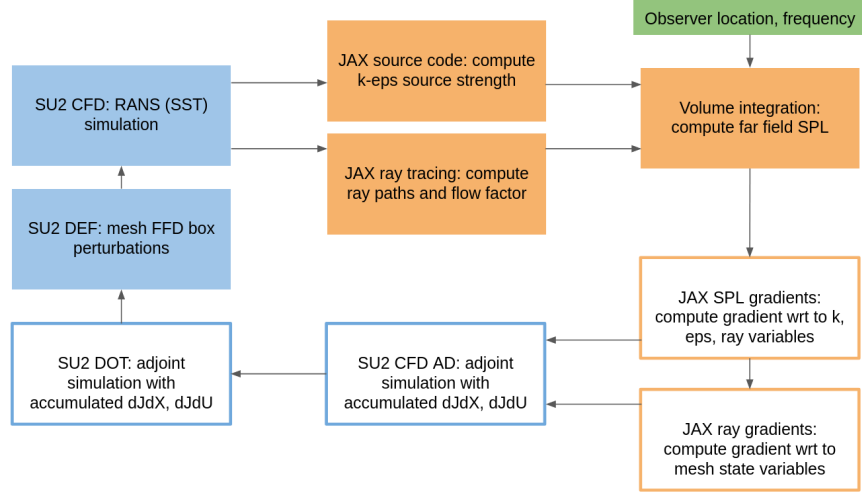 Observer location, frequency
JAX source code: compute
k-eps source strength
SU2 CFD: RANS (SST)
simulation
Volume integration:
compute far field SPL
JAX ray tracing: compute
ray paths and flow factor
SU2 DEF: mesh FFD box
perturbations
JAX SPL gradients:
compute gradient wrt to k,
eps, ray variables
SU2 DOT: adjoint
simulation with
accumulated dJdX, dJdU
SU2 CFD AD: adjoint
simulation with
accumulated dJdX, dJdU
JAX ray gradients:
compute gradient wrt to
mesh state variables